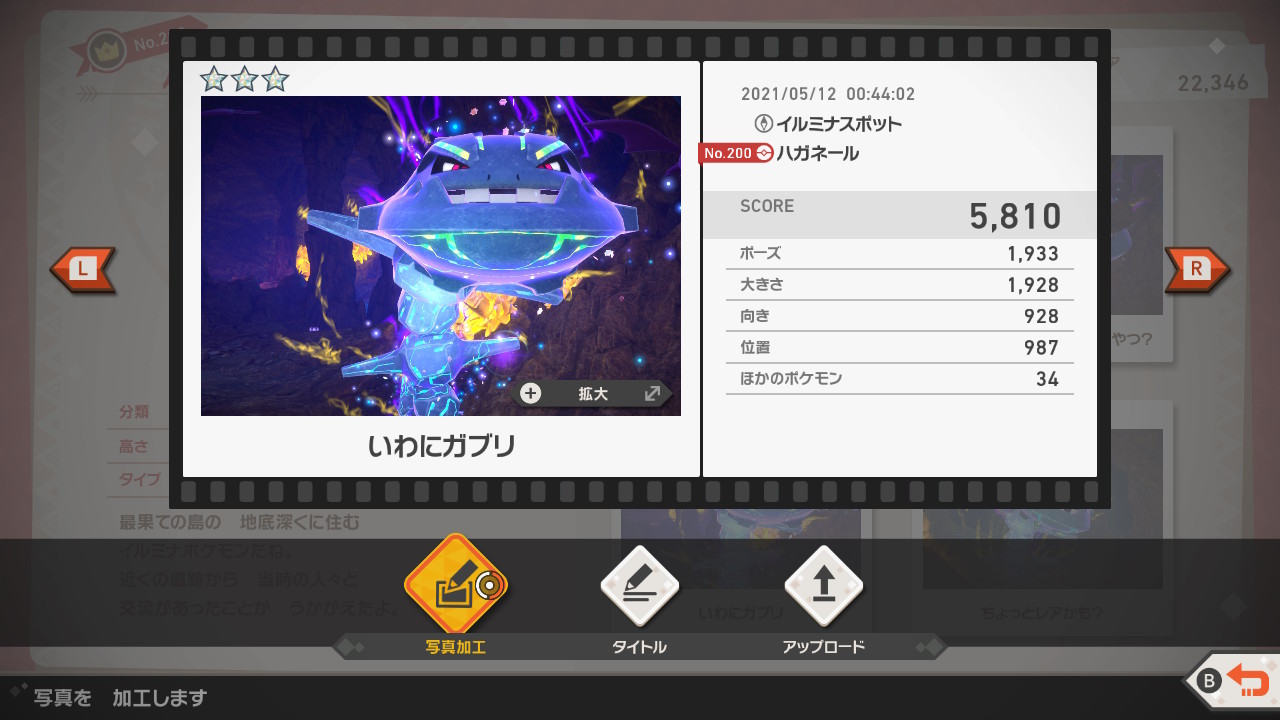 22,346
2021/05/12 00:44:02
イルミナスポット
No.200 ハガネール
SCORE 5,810
ポーズ 1,933
大きさ 1,928
向き 928
位置 987
ほかのポケモン 34
+ 拡大
いわにガブリ
L
R
やつ?
分類
高さ
タイプ
最果ての島の 地底深くに住む
イルミナポケモンだね。
近くの遺跡から 当時の人々と
交流があったことが うかがえたよ。
いわにガブリ
ちょっとレアかも?
写真加工
タイトル
アップロード
B
写真を 加工します